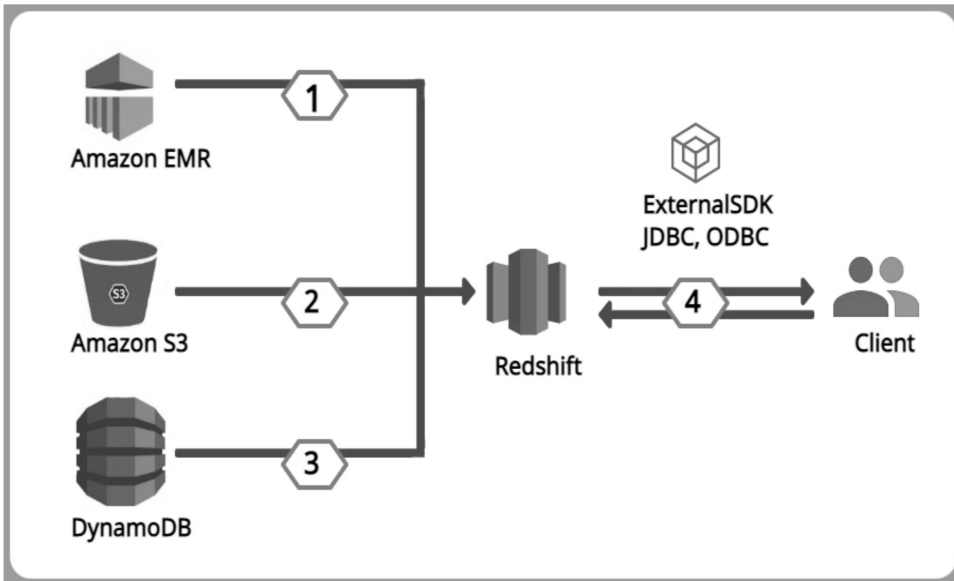 1
Amazon EMR
ExternalSDK
JDBC, ODBC
S3
2
4
Amazon S3
Redshift
Client
3
DynamoDB